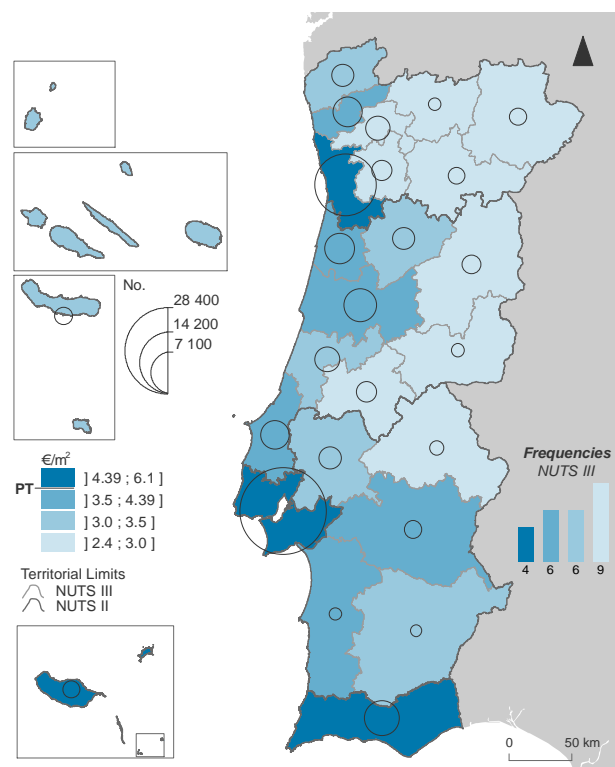 No.
28 400
14 200
7 100
€/m²
PT
] 4.39 ; 6.1 ]
] 3.5 ; 4.39 ]
] 3.0 ; 3.5 ]
] 2.4 ; 3.0 ]
Territorial Limits
NUTS III
NUTS II
Frequencies
NUTS III
4 6 6 9
0 50 km